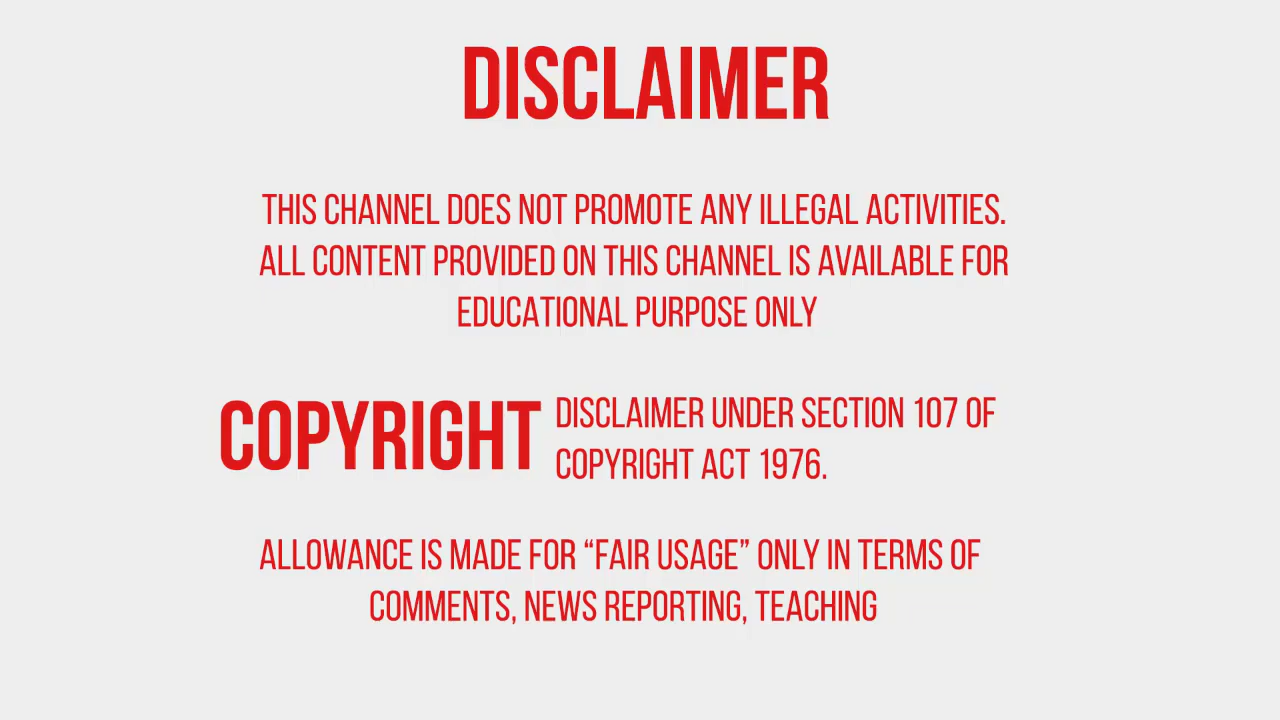 DISCLAIMER
THIS CHANNEL DOES NOT PROMOTE ANY ILLEGAL ACTIVITIES.
ALL CONTENT PROVIDED ON THIS CHANNEL IS AVAILABLE FOR
EDUCATIONAL PURPOSE ONLY
COPYRIGHT
DISCLAIMER UNDER SECTION 107 OF
COPYRIGHT ACT 1976.
ALLOWANCE IS MADE FOR “FAIR USAGE” ONLY IN TERMS OF
COMMENTS, NEWS REPORTING, TEACHING